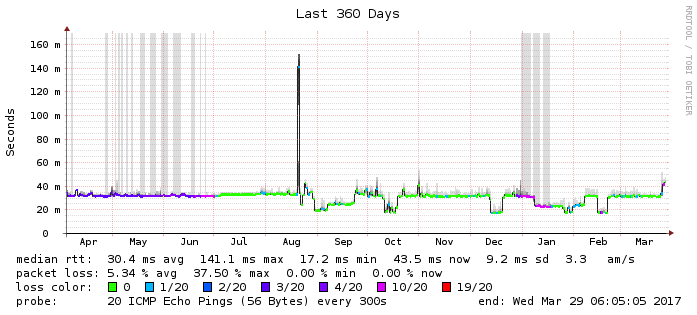 Last 360 Days
RRDTOOL / TOBI OETIKER
Seconds
160 m
140 m
120 m
100 m
80 m
60 m
40 m
20 m
0
Apr May Jun Jul Aug Sep Oct Nov Dec Jan Feb Mar
median rtt: 30.4 ms avg 141.1 ms max 17.2 ms min 43.5 ms now 9.2 ms sd 3.3 am/s
packet loss: 5.34 % avg 37.50 % max 0.00 % min 0.00 % now
loss color: 0 1/20 2/20 3/20 4/20 10/20 19/20
probe: 20 ICMP Echo Pings (56 Bytes) every 300s end: Wed Mar 29 06:05:05 2017